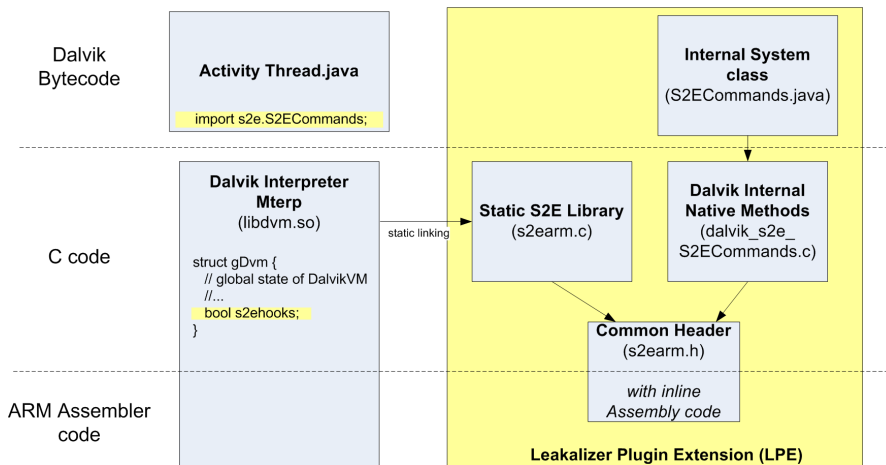 Dalvik
Bytecode
Activity Thread.java
import s2e.S2ECommands;
Internal System
class
(S2ECommands.java)
C code
Dalvik Interpreter
Mterp
(libdvm.so)
struct gDvm {
// global state of DalvikVM
//...
bool s2ehooks;
}
static linking
Static S2E Library
(s2earm.c)
Dalvik Internal
Native Methods
(dalvik_s2e_
S2ECommands.c)
Common Header
(s2earm.h)
with inline
Assembly code
ARM Assembler
code
Leakalizer Plugin Extension (LPE)